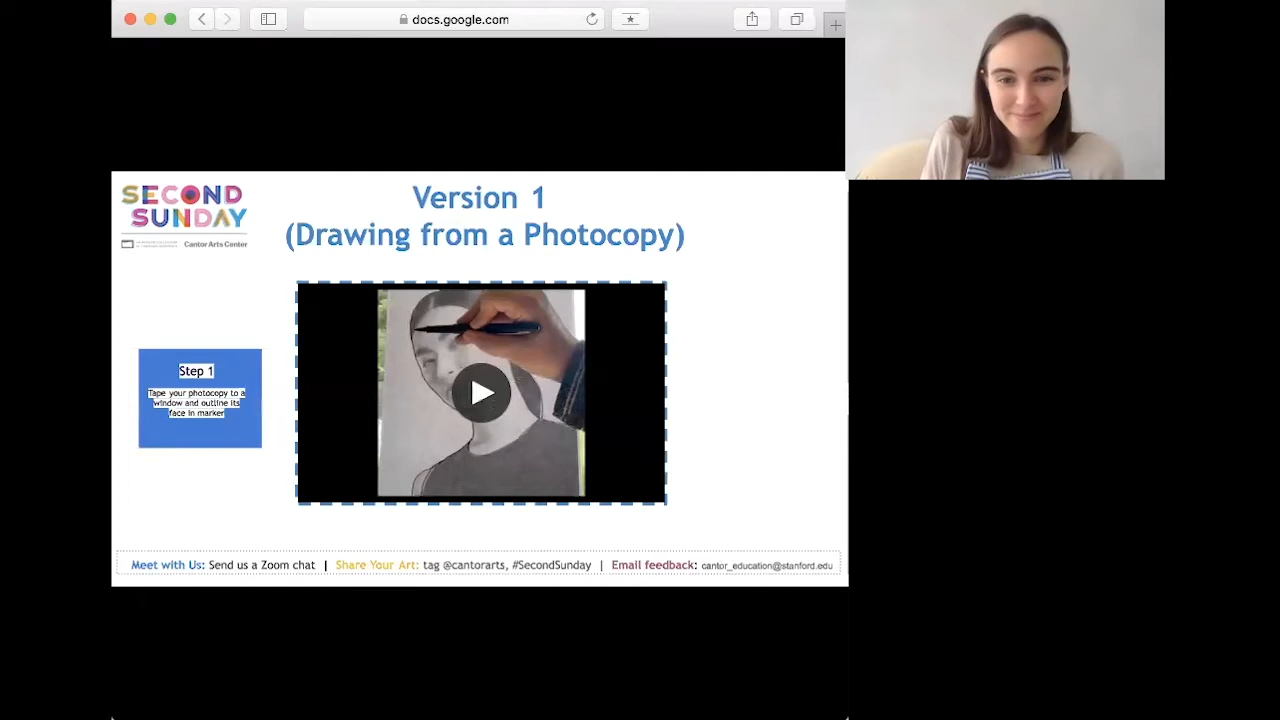 docs.google.com
SECOND
SUNDAY
Cantor Arts Center
Version 1
(Drawing from a Photocopy)
Step 1
Tape your photocopy to a
window and outline its
face in marker
Meet with Us: Send us a Zoom chat | Share Your Art: tag @cantorarts, #SecondSunday | Email feedback: cantor_education@stanford.edu